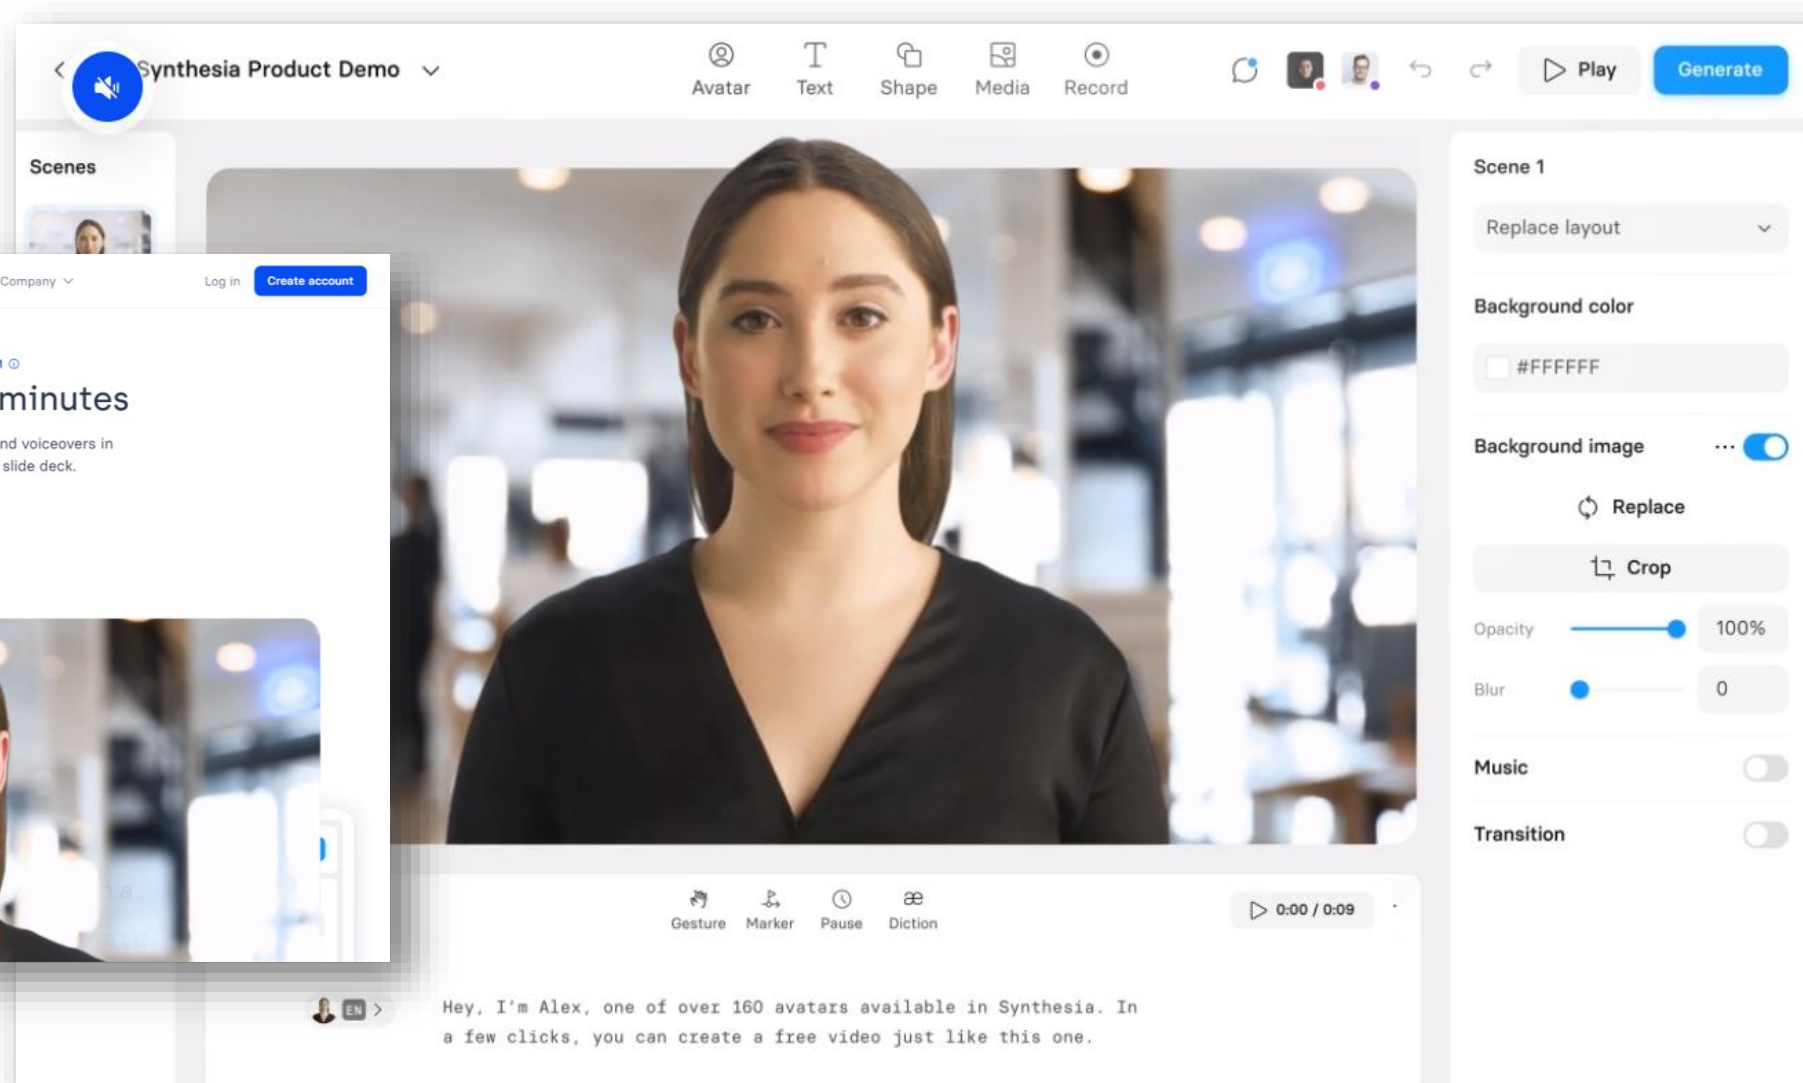 Synthesia Product Demo
Avatar
Text
Shape
Media
Record
Play
Generate
Scenes
Company
Log in
Create account
minutes
nd voiceovers in
slide deck.
Scene 1
Replace layout
Background color
#FFFFFF
Background image
Replace
Crop
Opacity
100%
Blur
0
Music
Transition
Gesture
Marker
Pause
æ
Diction
0:00 / 0:09
EN
Hey, I'm Alex, one of over 160 avatars available in Synthesia. In
a few clicks, you can create a free video just like this one.